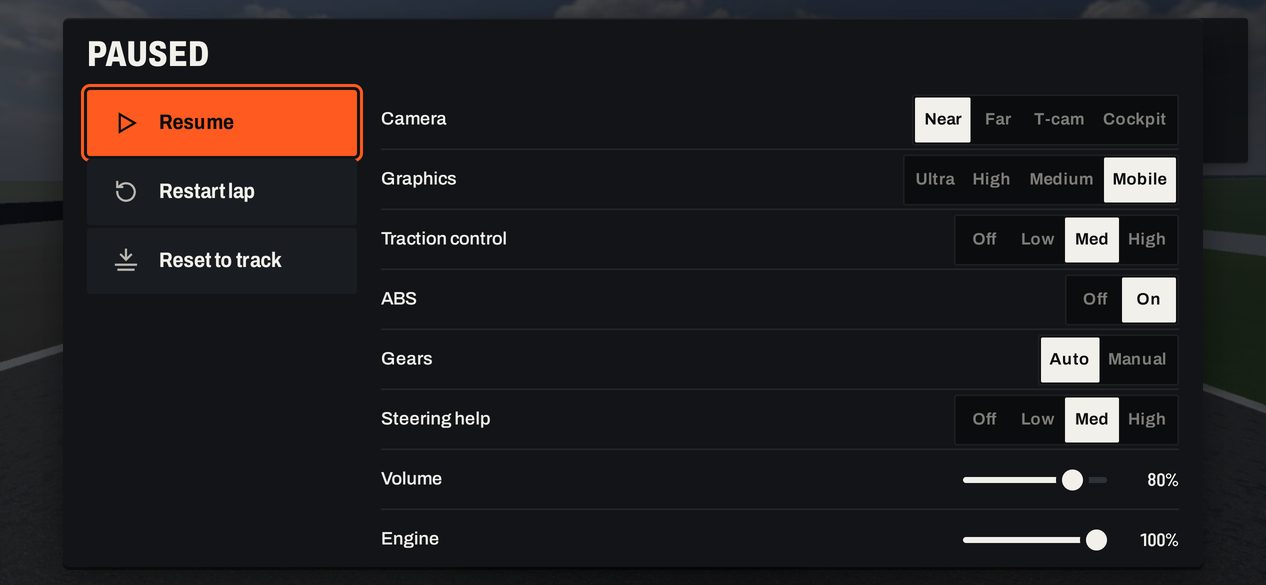 PAUSED
Resume
Restart lap
Reset to track
Camera Near Far T-cam Cockpit
Graphics Ultra High Medium Mobile
Traction control Off Low Med High
ABS Off On
Gears Auto Manual
Steering help Off Low Med High
Volume 80%
Engine 100%